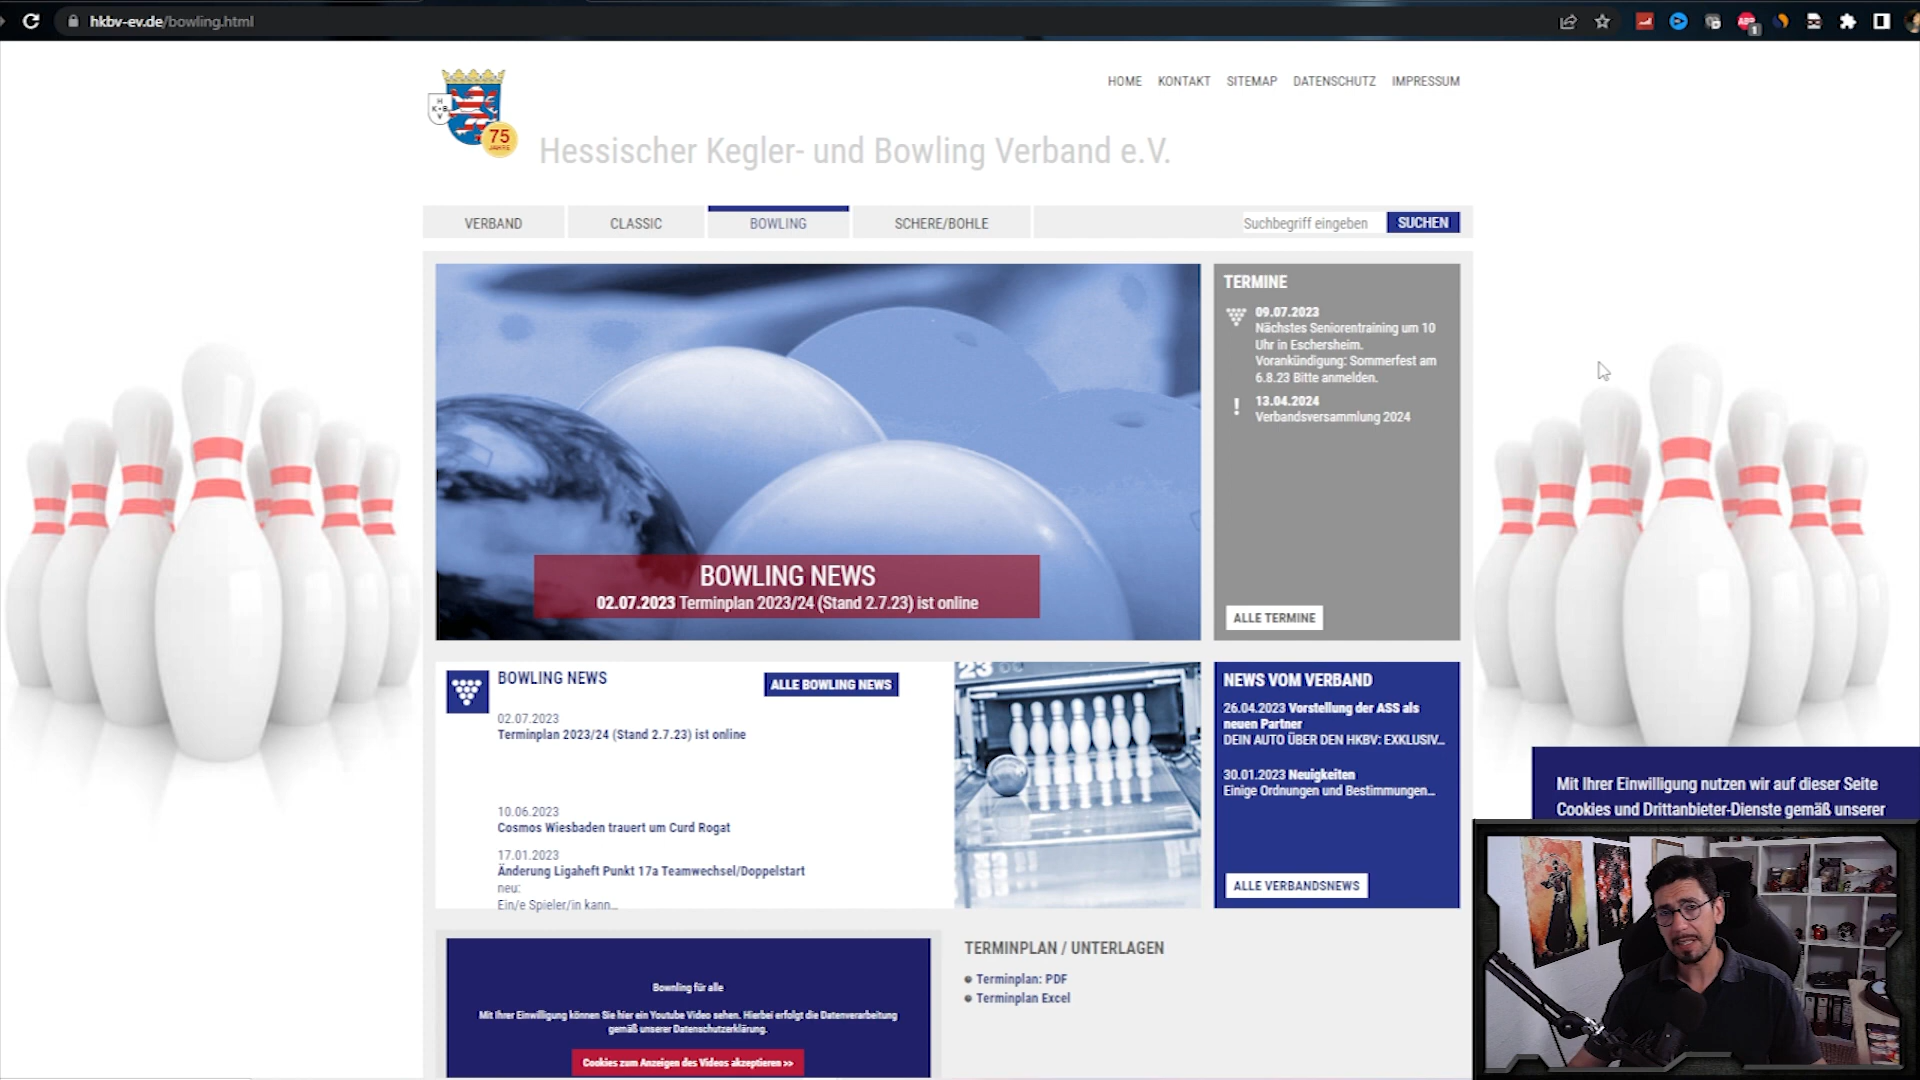 hkbv-ev.de/bowling.html
HOME KONTAKT SITEMAP DATENSCHUTZ IMPRESSUM
H
K+B
V
75
JAHRE
Hessischer Kegler- und Bowling Verband e.V.
VERBAND CLASSIC BOWLING SCHERE/BOHLE
Suchbegriff eingeben SUCHEN
BOWLING NEWS
02.07.2023 Terminplan 2023/24 (Stand 2.7.23) ist online
TERMINE
09.07.2023
Nächstes Seniorentraining um 10
Uhr in Eschersheim.
Vorankündigung: Sommerfest am
6.8.23 Bitte anmelden.
13.04.2024
Verbandsversammlung 2024
ALLE TERMINE
BOWLING NEWS
ALLE BOWLING NEWS
02.07.2023
Terminplan 2023/24 (Stand 2.7.23) ist online
10.06.2023
Cosmos Wiesbaden trauert um Curd Rogat
17.01.2023
Änderung Ligaheft Punkt 17a Teamwechsel/Doppelstart
neu:
Ein/e Spieler/in kann...
23
NEWS VOM VERBAND
26.04.2023 Vorstellung der ASS als
neuen Partner
DEIN AUTO ÜBER DEN HKBV: EXKLUSIV...
30.01.2023 Neuigkeiten
Einige Ordnungen und Bestimmungen...
ALLE VERBANDSNEWS
Mit Ihrer Einwilligung nutzen wir auf dieser Seite
Cookies und Drittanbieter-Dienste gemäß unserer
Bownling für alle
Mit Ihrer Einwilligung können Sie hier ein Youtube Video sehen. Hierbei erfolgt die Datenverarbeitung
gemäß unserer Datenschutzerklärung.
Cookies zum Anzeigen des Videos akzeptieren >>
TERMINPLAN / UNTERLAGEN
Terminplan: PDF
Terminplan Excel